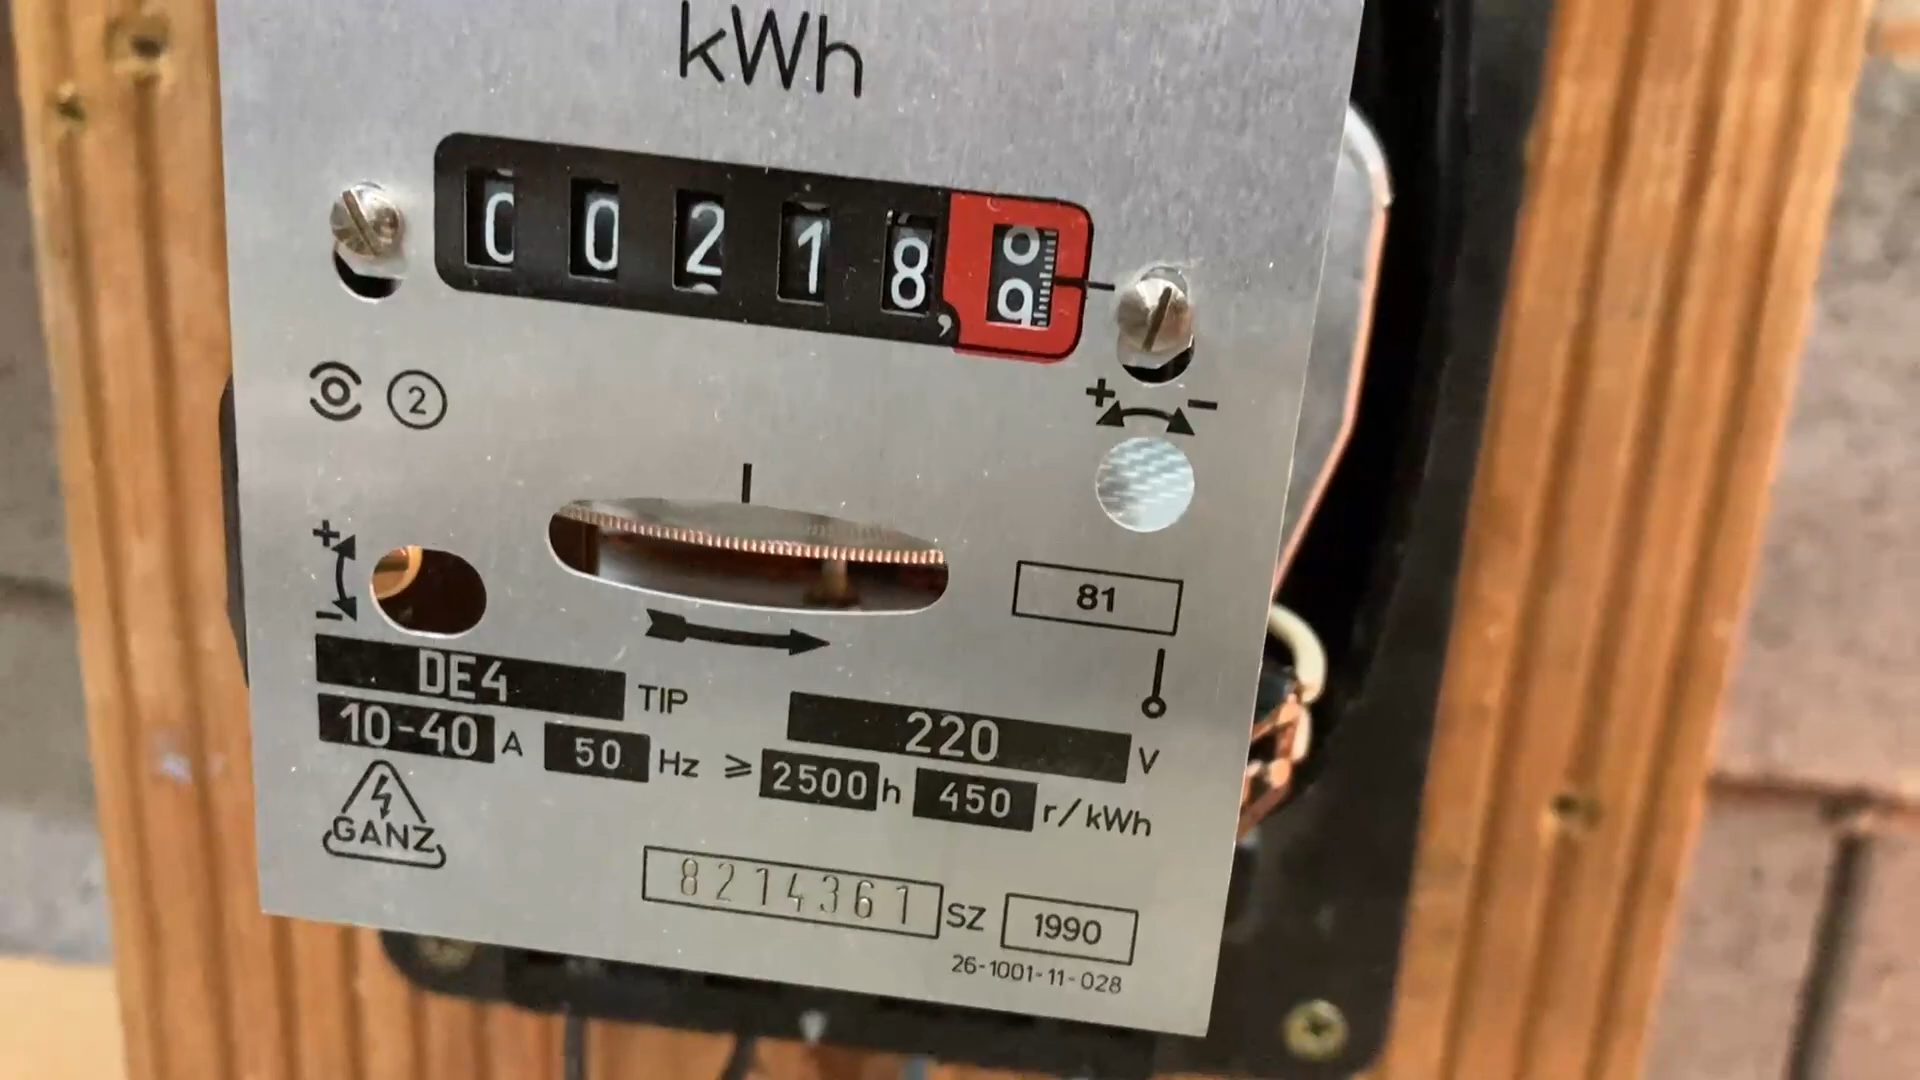 kWh
0 0 2 1 8 , 8 9
2
+ -
+
-
81
DE4 TIP
220 V
10-40 A 50 Hz ≥ 2500 h 450 r/kWh
GANZ
8214361 SZ 1990
26-1001-11-028